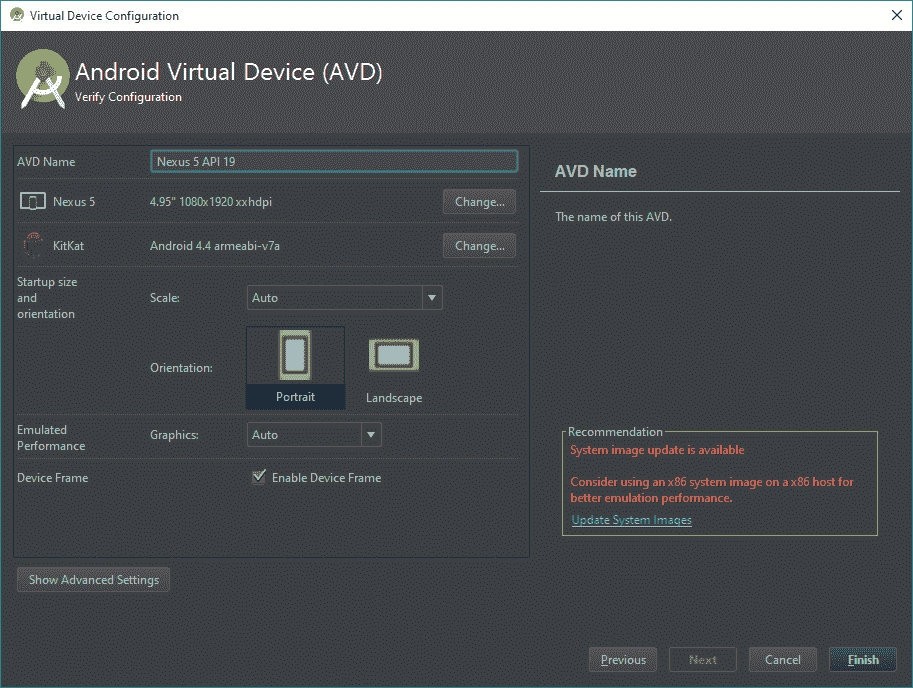 Virtual Device Configuration
Android Virtual Device (AVD)
Verify Configuration
AVD Name
Nexus 5 API 19
Nexus 5
4.95" 1080x1920 xxhdpi
Change...
KitKat
Android 4.4 armeabi-v7a
Change...
Startup size
and
orientation
Scale:
Auto
Orientation:
Portrait
Landscape
Emulated
Performance
Graphics:
Auto
Device Frame
Enable Device Frame
Show Advanced Settings
AVD Name
The name of this AVD.
Recommendation
System image update is available
Consider using an x86 system image on a x86 host for
better emulation performance.
Update System Images
Previous
Next
Cancel
Finish